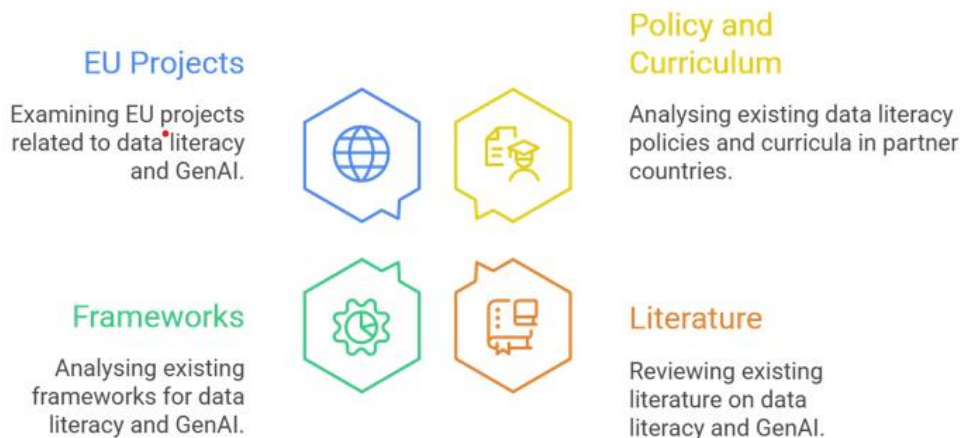 EU Projects
Examining EU projects
related to data literacy
and GenAI.
Policy and
Curriculum
Analysing existing data literacy
policies and curricula in partner
countries.
Frameworks
Analysing existing
frameworks for data
literacy and GenAI.
Literature
Reviewing existing
literature on data
literacy and GenAI.